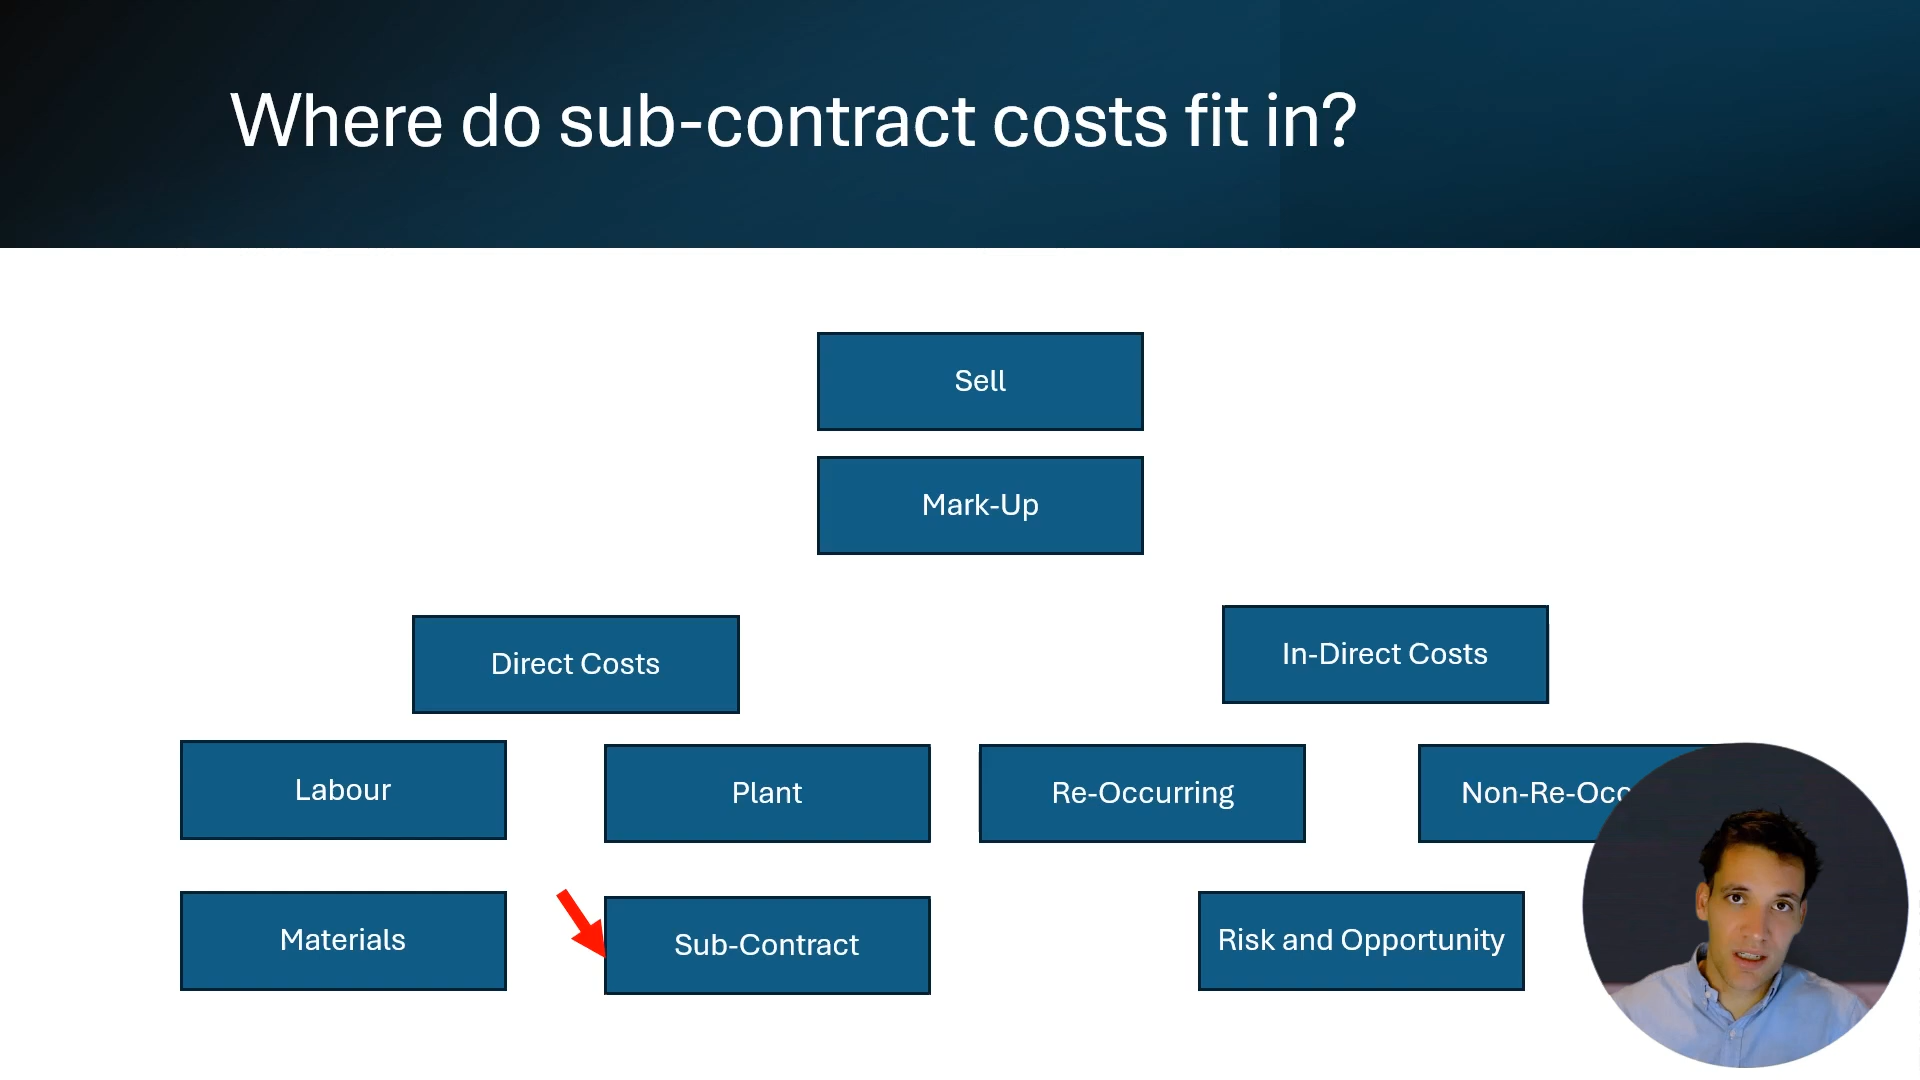 Where do sub-contract costs fit in?
Sell
Mark-Up
Direct Costs
In-Direct Costs
Labour
Plant
Re-Occurring
Materials
Sub-Contract
Risk and Opportunity